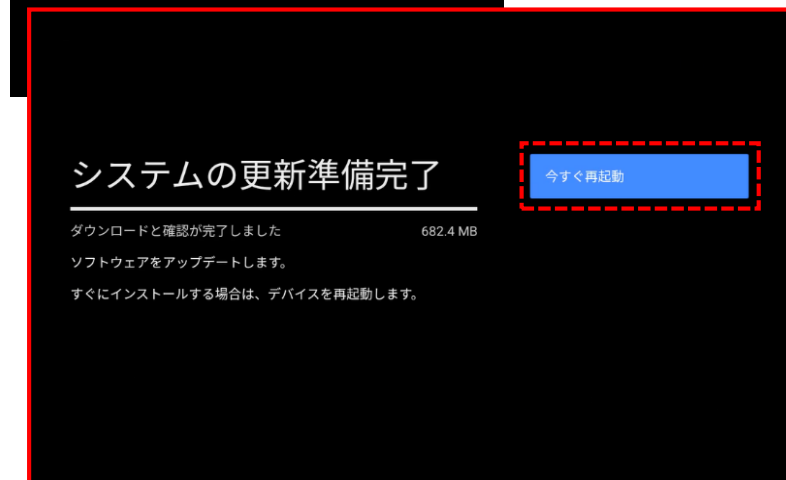 システムの更新準備完了
ダウンロードと確認が完了しました 682.4 MB
ソフトウェアをアップデートします。
すぐにインストールする場合は、デバイスを再起動します。
今すぐ再起動